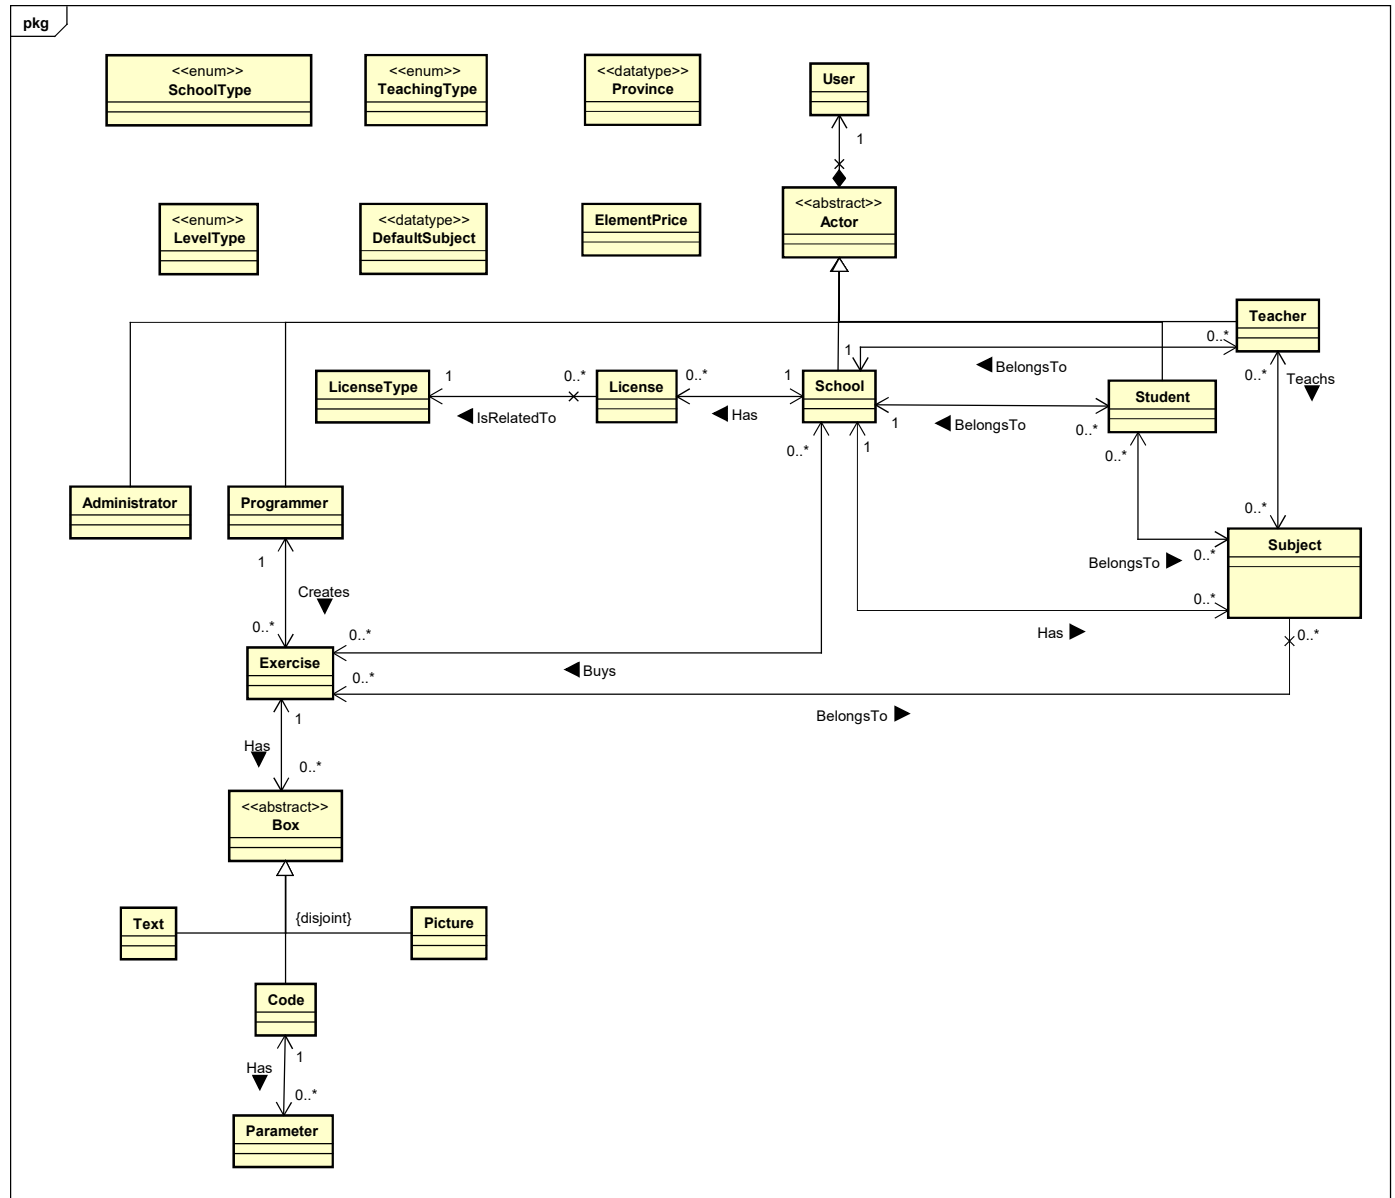 pkg
<<enum>>
SchoolType
<<enum>>
TeachingType
<<datatype>>
Province
User
1
<<enum>>
LevelType
<<datatype>>
DefaultSubject
ElementPrice
<<abstract>>
Actor
Teacher
0..*
1
BelongsTo
0..*
Teachs
LicenseType
1
0..*
IsRelatedTo
License
0..*
1
Has
School
1
BelongsTo
0..*
Student
0..*
0..*
1
Administrator
Programmer
1
0..*
Subject
BelongsTo
0..*
Creates
0..*
0..*
0..*
Has
0..*
Exercise
Buys
0..*
BelongsTo
1
Has
0..*
<<abstract>>
Box
Text
{disjoint}
Picture
Code
1
Has
0..*
Parameter